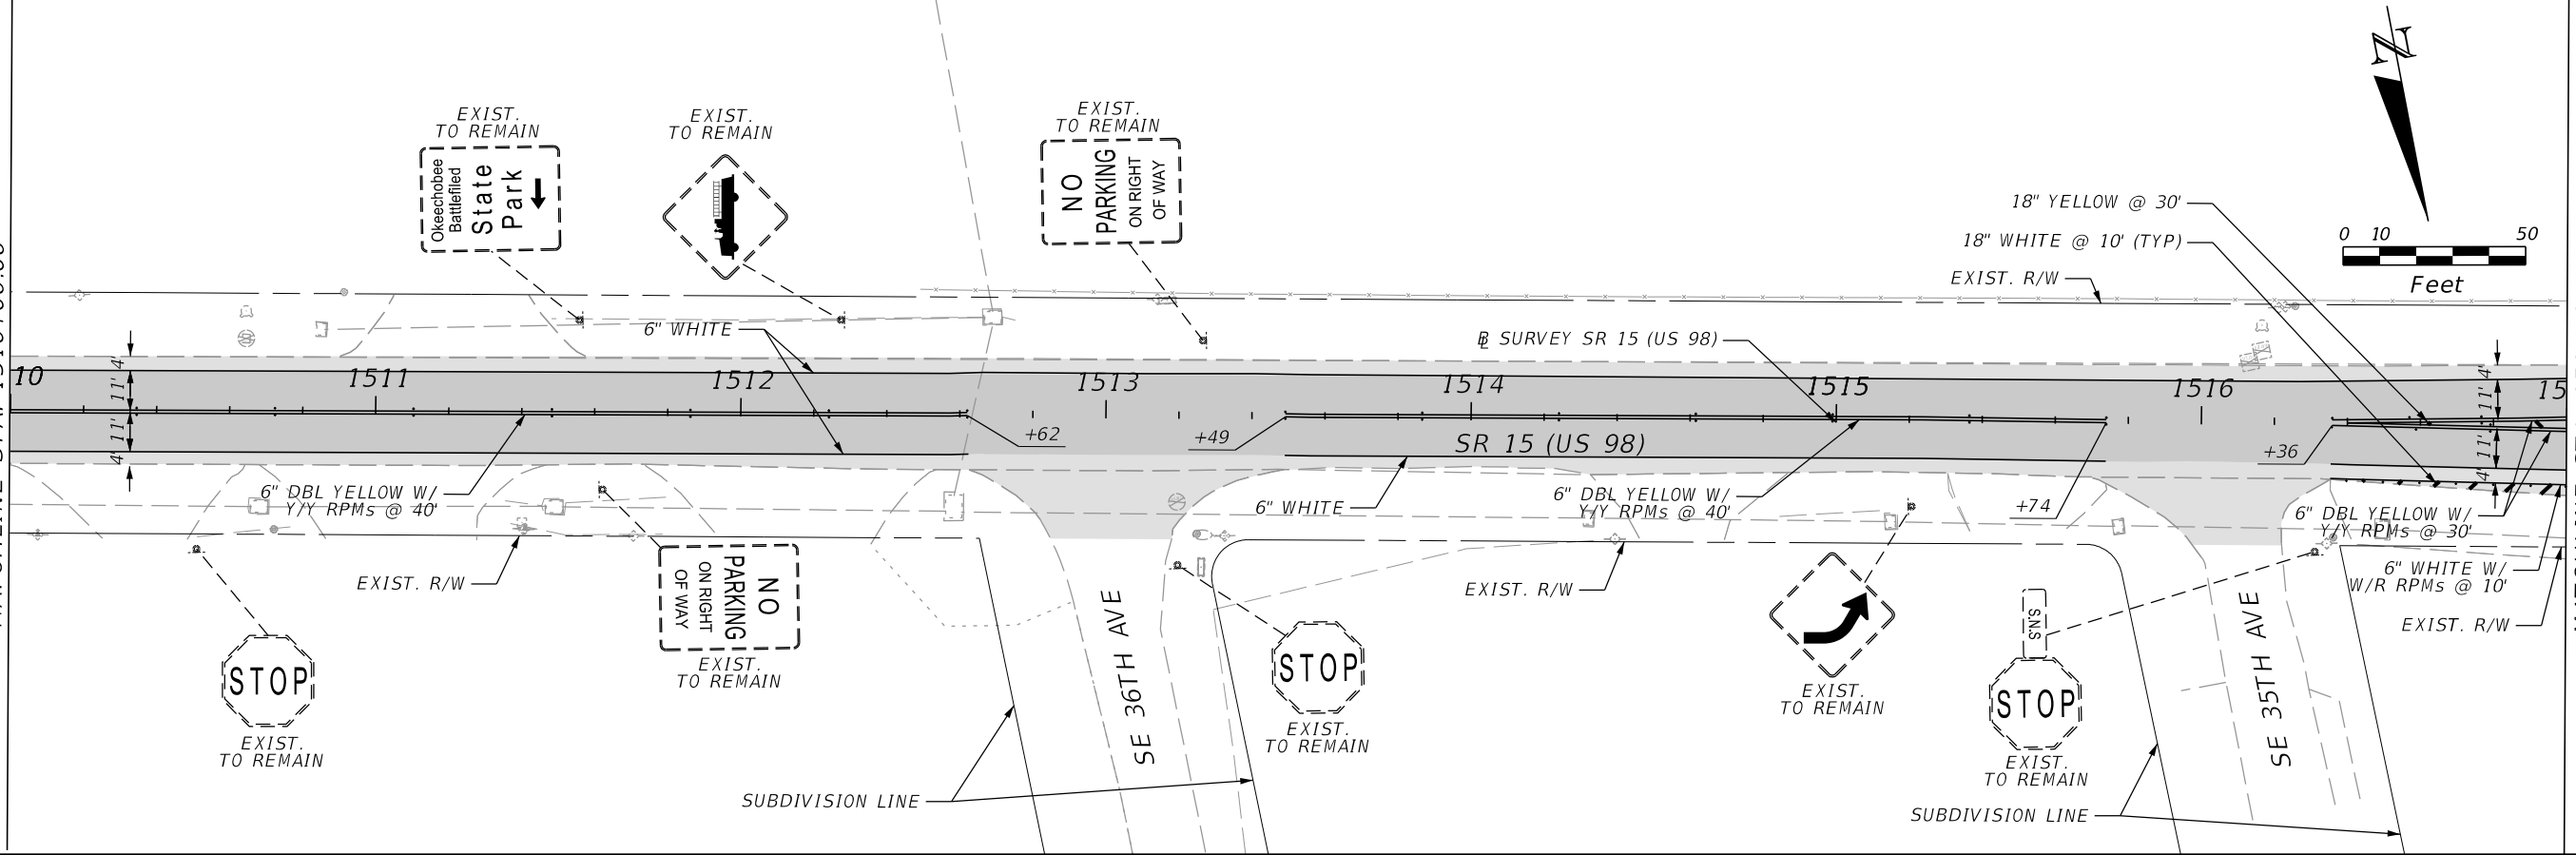 EXIST.
TO REMAIN
Okeechobee
Battlefiled
State
Park
EXIST.
TO REMAIN
EXIST.
TO REMAIN
NO
PARKING
ON RIGHT
OF WAY
N
18" YELLOW @ 30'
18" WHITE @ 10' (TYP)
EXIST. R/W
0 10 50
Feet
6" WHITE
BL SURVEY SR 15 (US 98)
4'
11'
11'
4'
10
1511
1512
1513
1514
1515
1516
15
4'
11'
11'
4'
+62
+49
SR 15 (US 98)
+36
6" DBL YELLOW W/
Y/Y RPMs @ 40'
6" WHITE
6" DBL YELLOW W/
Y/Y RPMs @ 40'
+74
6" DBL YELLOW W/
Y/Y RPMs @ 30'
EXIST. R/W
EXIST. R/W
6" WHITE W/
W/R RPMs @ 10'
EXIST. R/W
NO
PARKING
ON RIGHT
OF WAY
EXIST.
TO REMAIN
STOP
EXIST.
TO REMAIN
SE 36TH AVE
STOP
EXIST.
TO REMAIN
EXIST.
TO REMAIN
S.N.S
STOP
EXIST.
TO REMAIN
SE 35TH AVE
SUBDIVISION LINE
SUBDIVISION LINE